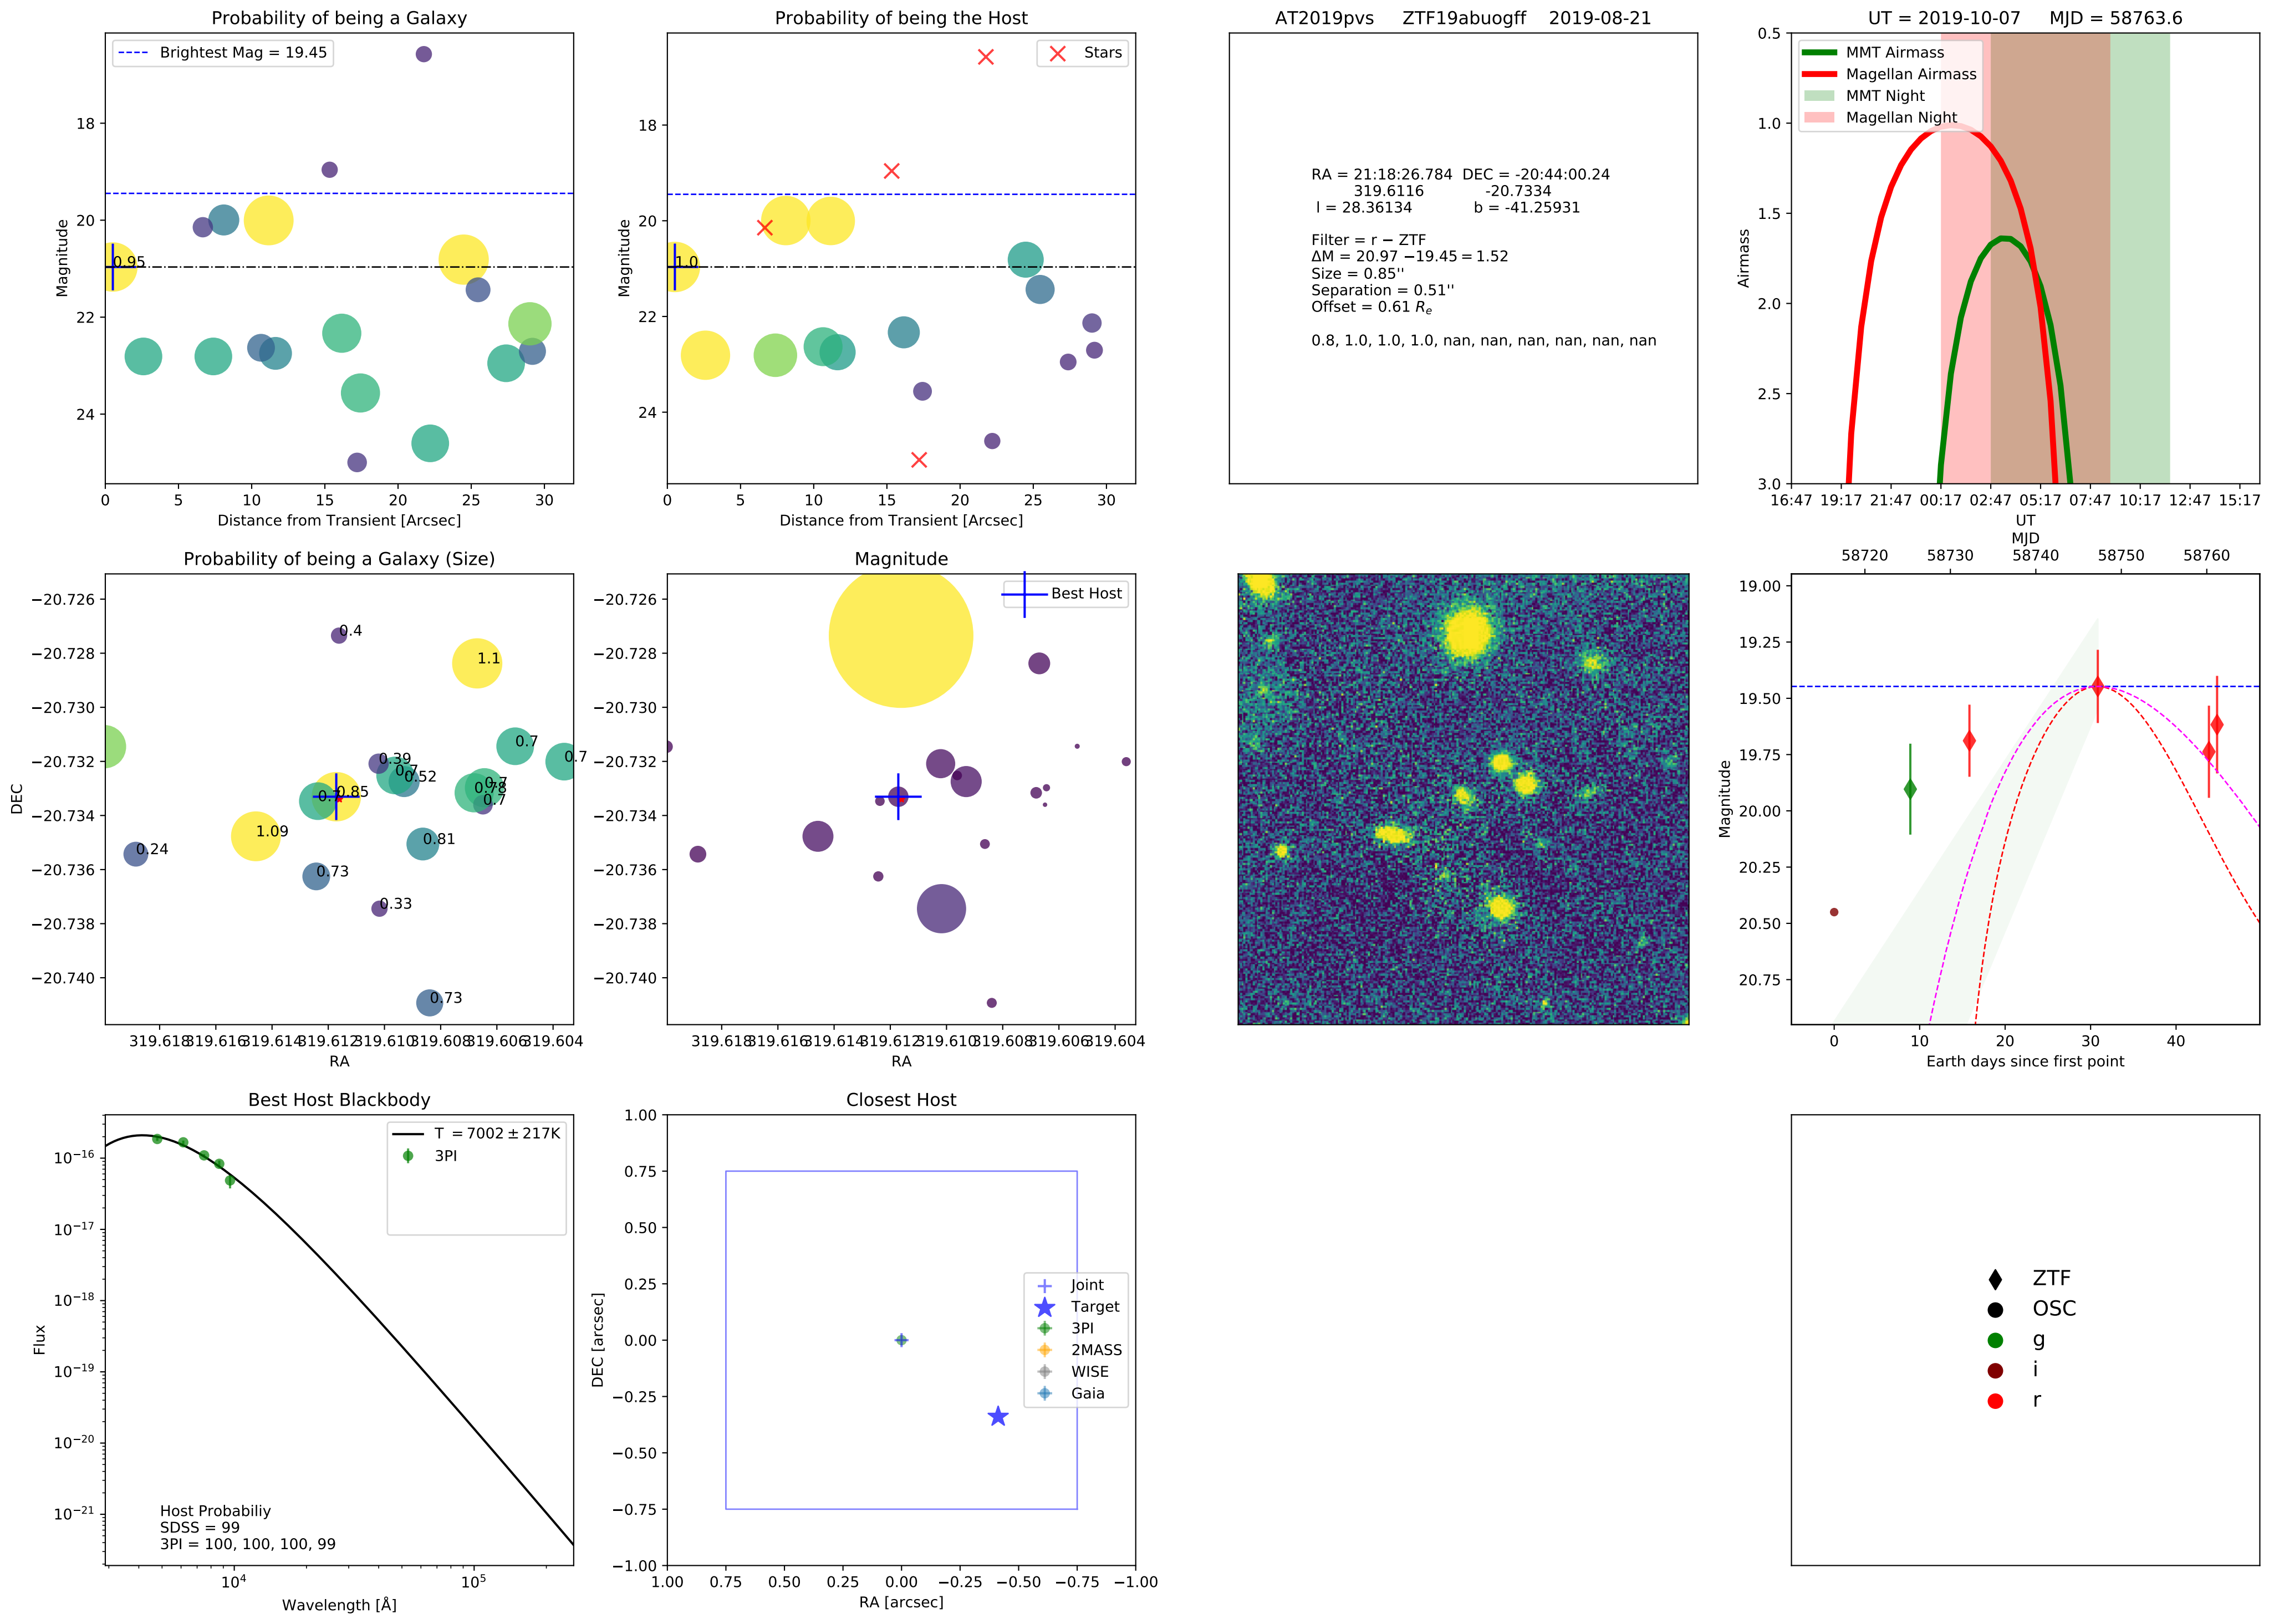 Probability of being a Galaxy
Brightest Mag = 19.45
0.95
18
20
22
24
Magnitude
0 5 10 15 20 25 30
Distance from Transient [Arcsec]
Probability of being the Host
Stars
1.0
18
20
22
24
Magnitude
0 5 10 15 20 25 30
Distance from Transient [Arcsec]
AT2019pvs ZTF19abuogff 2019-08-21
RA = 21:18:26.784 DEC = -20:44:00.24
319.6116 -20.7334
l = 28.36134 b = -41.25931
Filter = r − ZTF
ΔM = 20.97 −19.45 = 1.52
Size = 0.85''
Separation = 0.51''
Offset = 0.61 Re
0.8, 1.0, 1.0, 1.0, nan, nan, nan, nan, nan, nan
UT = 2019-10-07 MJD = 58763.6
MMT Airmass
Magellan Airmass
MMT Night
Magellan Night
0.5
1.0
1.5
2.0
2.5
3.0
Airmass
16:47 19:17 21:47 00:17 02:47 05:17 07:47 10:17 12:47 15:17
UT
Probability of being a Galaxy (Size)
0.4
1.1
0.7
0.7
0.39
0.7
0.52
0.7
0.78
0.7
0.85
0.7
1.09
0.81
0.24
0.73
0.33
0.73
−20.726
−20.728
−20.730
−20.732
−20.734
−20.736
−20.738
−20.740
DEC
319.618 319.616 319.614 319.612 319.610 319.608 319.606 319.604
RA
Magnitude
Best Host
−20.726
−20.728
−20.730
−20.732
−20.734
−20.736
−20.738
−20.740
319.618 319.616 319.614 319.612 319.610 319.608 319.606 319.604
RA
MJD
58720 58730 58740 58750 58760
19.00
19.25
19.50
19.75
20.00
20.25
20.50
20.75
Magnitude
0 10 20 30 40
Earth days since first point
Best Host Blackbody
T = 7002 ± 217K
3PI
10−16
10−17
10−18
10−19
10−20
10−21
Flux
Host Probabiliy
SDSS = 99
3PI = 100, 100, 100, 99
104 105
Wavelength [Å]
Closest Host
Joint
Target
3PI
2MASS
WISE
Gaia
1.00
0.75
0.50
0.25
0.00
−0.25
−0.50
−0.75
−1.00
DEC [arcsec]
1.00 0.75 0.50 0.25 0.00 −0.25 −0.50 −0.75 −1.00
RA [arcsec]
ZTF
OSC
g
i
r